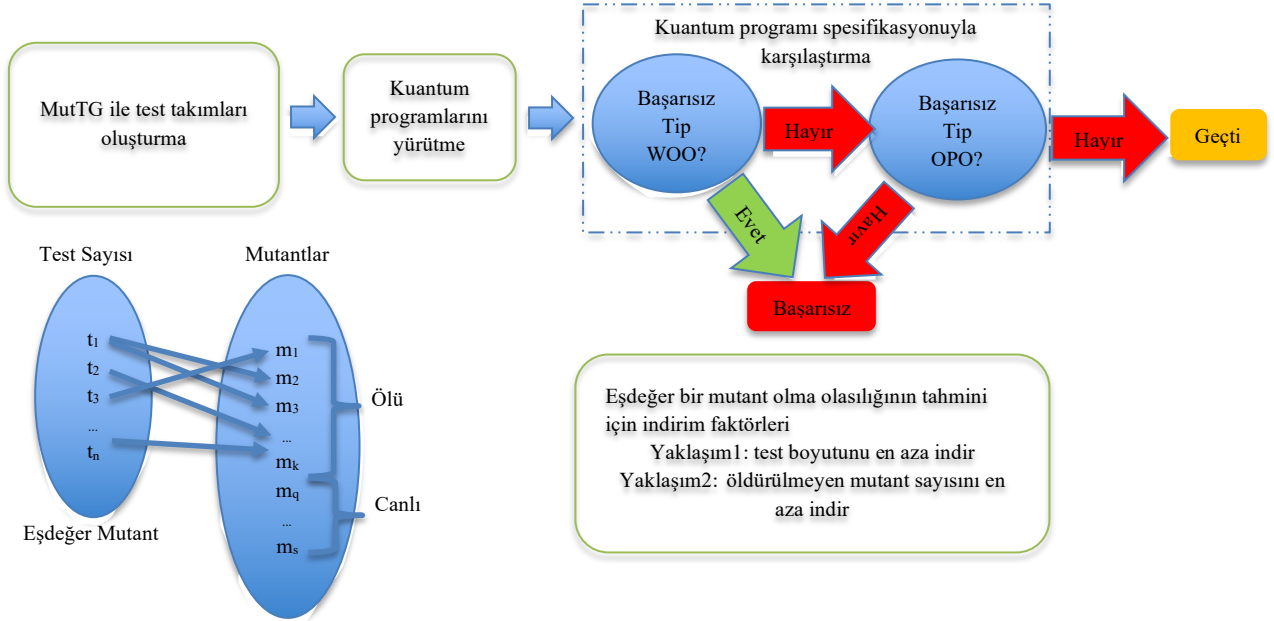 MutTG ile test takımları
oluşturma
Kuantum
programlarını
yürütme
Kuantum programı spesifikasyonuyla
karşılaştırma
Başarısız
Tip
WOO?
Hayır
Başarısız
Tip
OPO?
Hayır
Geçti
Evet
Hayır
Başarısız
Test Sayısı
t1
t2
t3
...
tn
Eşdeğer Mutant
Mutantlar
m1
m2
m3
...
mk
mq
...
ms
Ölü
Canlı
Eşdeğer bir mutant olma olasılığının tahmini
için indirim faktörleri
Yaklaşım1: test boyutunu en aza indir
Yaklaşım2: öldürülmeyen mutant sayısını en
aza indir